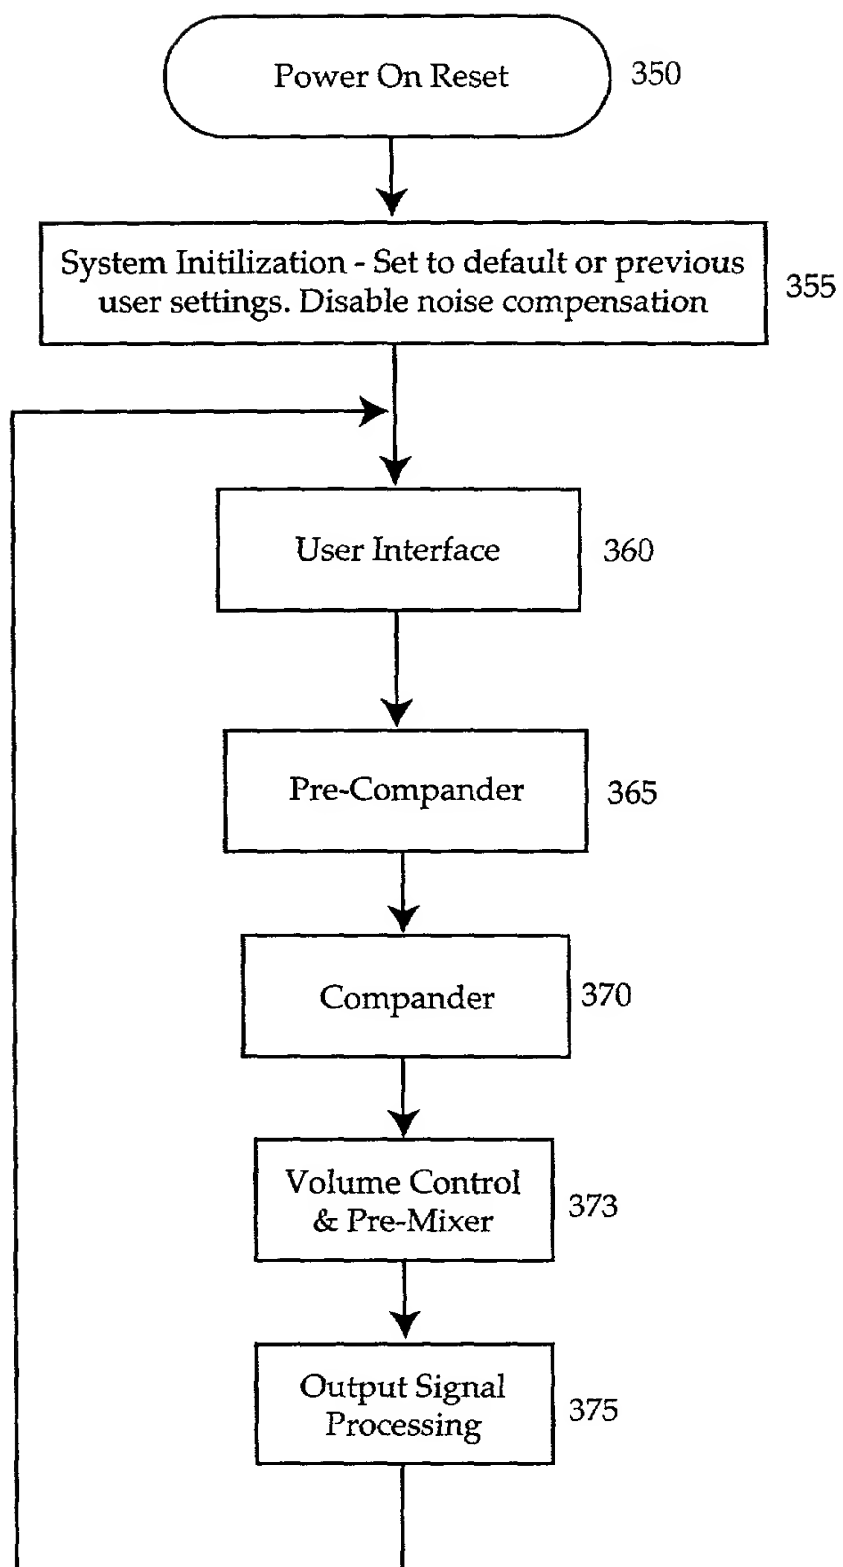 Power On Reset
350
System Initilization - Set to default or previous
user settings. Disable noise compensation
355
User Interface
360
Pre-Compander
365
Compander
370
Volume Control
& Pre-Mixer
373
Output Signal
Processing
375